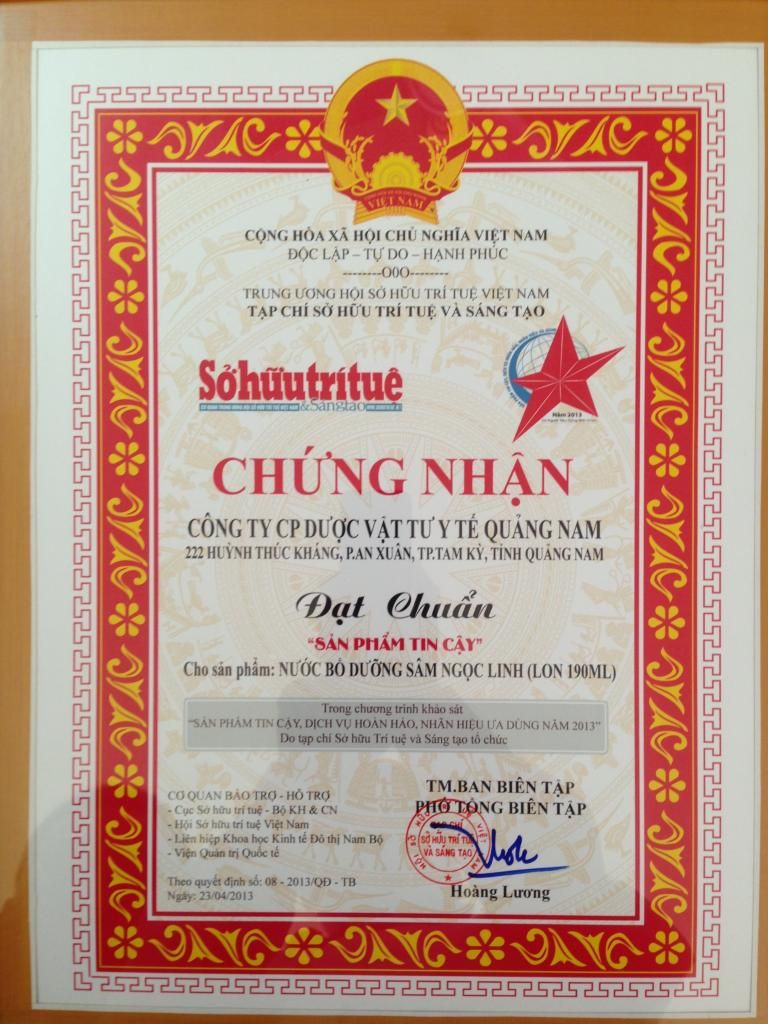 VIỆT NAM
CỘNG HÒA XÃ HỘI CHỦ NGHĨA VIỆT NAM
ĐỘC LẬP – TỰ DO – HẠNH PHÚC
--------O0O--------
TRUNG ƯƠNG HỘI SỞ HỮU TRÍ TUỆ VIỆT NAM
TẠP CHÍ SỞ HỮU TRÍ TUỆ VÀ SÁNG TẠO
Sởhữutrítuệ
&Sángtạo
Năm 2013
CHỨNG NHẬN
CÔNG TY CP DƯỢC VẬT TƯ Y TẾ QUẢNG NAM
222 HUỲNH THÚC KHÁNG, P.AN XUÂN, TP.TAM KỲ, TỈNH QUẢNG NAM
Đạt Chuẩn
“SẢN PHẨM TIN CẬY”
Cho sản phẩm: NƯỚC BỔ DƯỠNG SÂM NGỌC LINH (LON 190ML)
Trong chương trình khảo sát
“SẢN PHẨM TIN CẬY, DỊCH VỤ HOÀN HẢO, NHÃN HIỆU ƯA DÙNG NĂM 2013”
Do tạp chí Sở hữu Trí tuệ và Sáng tạo tổ chức
CƠ QUAN BẢO TRỢ - HỖ TRỢ
- Cục Sở hữu trí tuệ - Bộ KH & CN
- Hội Sở hữu trí tuệ Việt Nam
- Liên hiệp Khoa học Kinh tế Đô thị Nam Bộ
- Viện Quản trị Quốc tế
Theo quyết định số: 08 - 2013/QĐ - TB
Ngày: 23/04/2013
TM.BAN BIÊN TẬP
PHÓ TỔNG BIÊN TẬP
TẠP CHÍ
SỞ HỮU TRÍ TUỆ
VÀ SÁNG TẠO
Hoàng Lương